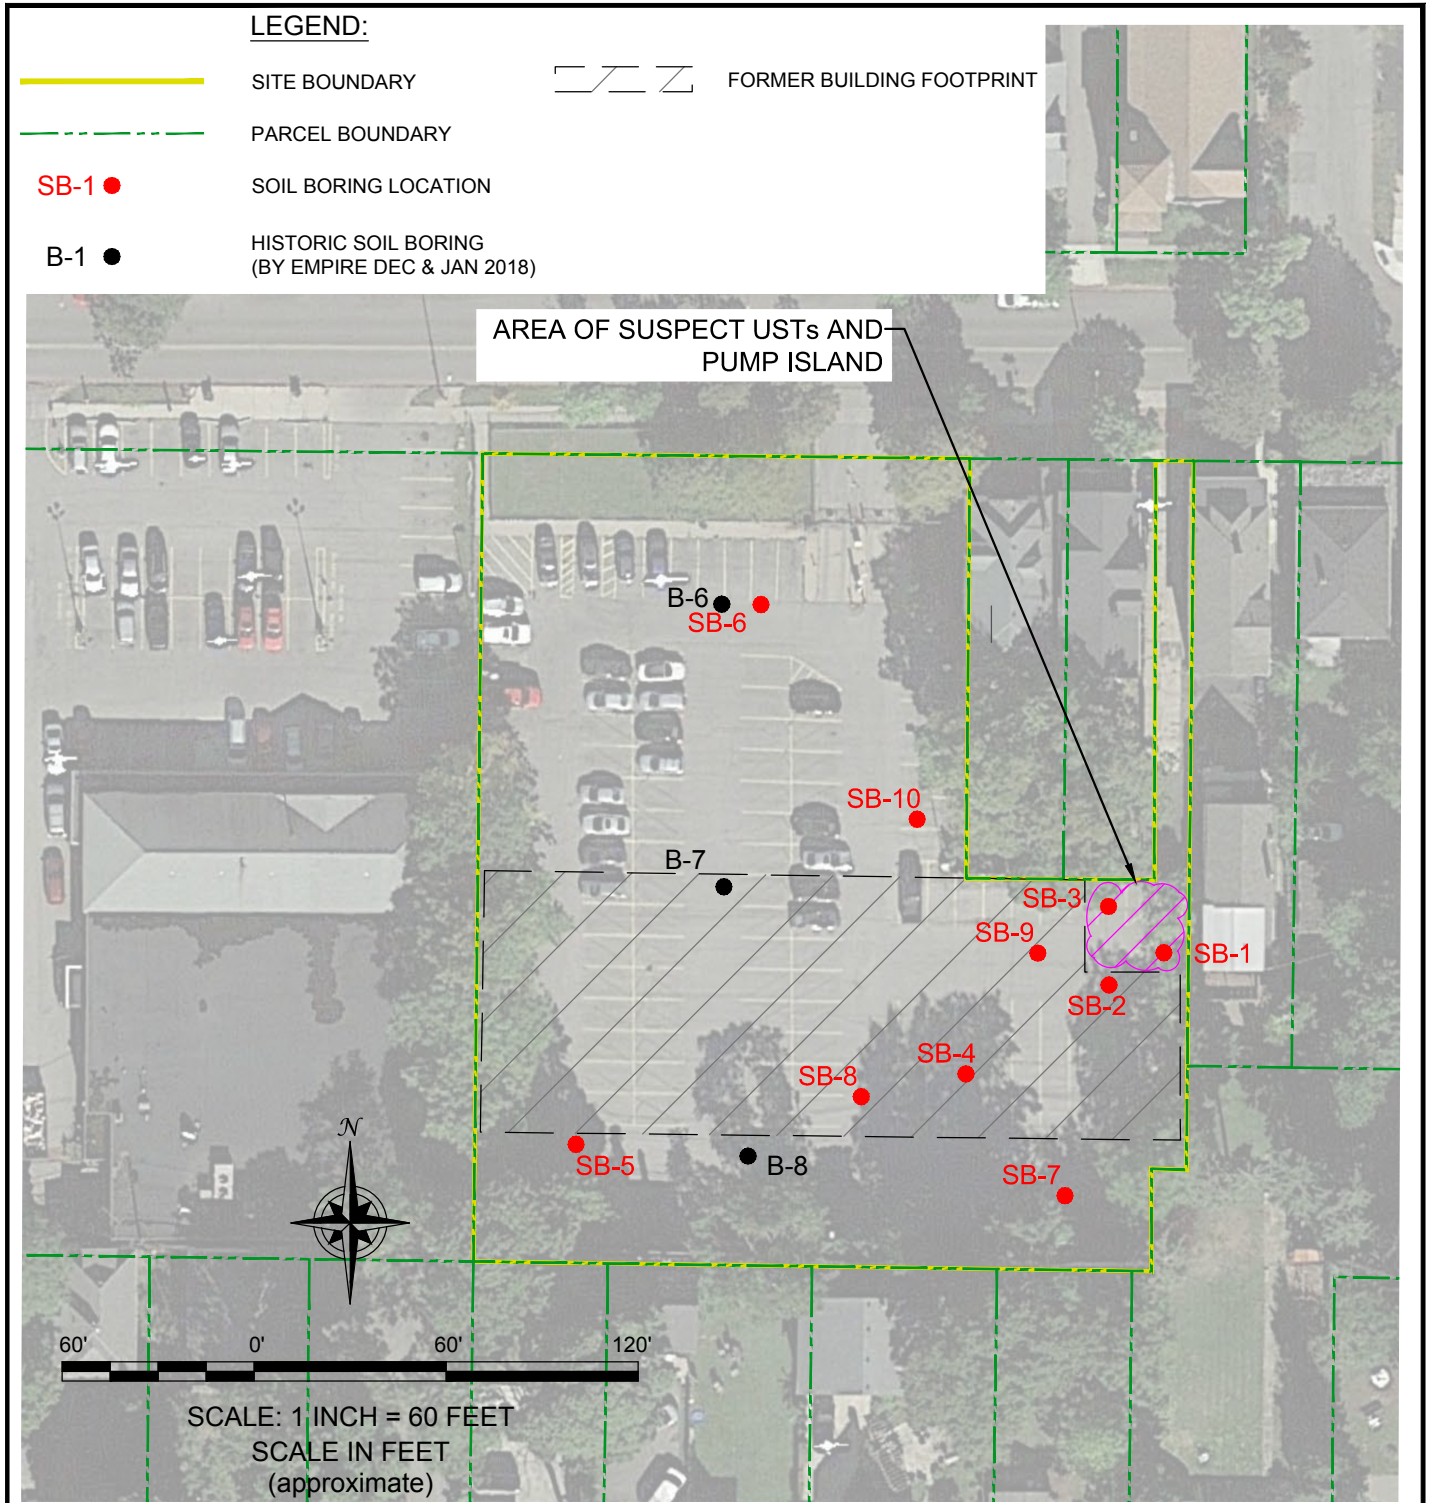 LEGEND:
SITE BOUNDARY
FORMER BUILDING FOOTPRINT
PARCEL BOUNDARY
SB-1
SOIL BORING LOCATION
B-1
HISTORIC SOIL BORING
(BY EMPIRE DEC & JAN 2018)
AREA OF SUSPECT USTs AND
PUMP ISLAND
B-6
SB-6
SB-10
B-7
SB-3
SB-9
SB-1
SB-2
SB-4
SB-8
SB-5
B-8
SB-7
N
60' 0' 60' 120'
SCALE: 1 INCH = 60 FEET
SCALE IN FEET
(approximate)